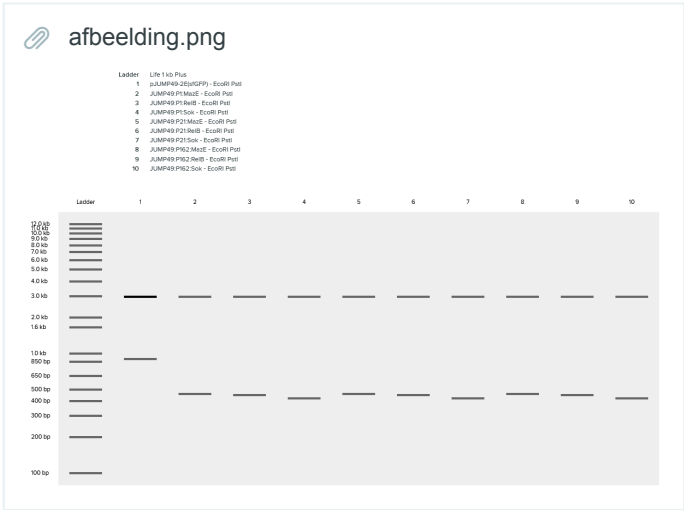 afbeelding.png
Ladder Life 1 kb Plus
1 pJUMP49-2E(sfGFP) - EcoRI PstI
2 JUMP49:P1:MazE - EcoRI PstI
3 JUMP49:P1:RelB - EcoRI PstI
4 JUMP49:P1:Sok - EcoRI PstI
5 JUMP49:P21:MazE - EcoRI PstI
6 JUMP49:P21:RelB - EcoRI PstI
7 JUMP49:P21:Sok - EcoRI PstI
8 JUMP49:P162:MazE - EcoRI PstI
9 JUMP49:P162:RelB - EcoRI PstI
10 JUMP49:P162:Sok - EcoRI PstI
Ladder 1 2 3 4 5 6 7 8 9 10
12.0 kb
11.0 kb
10.0 kb
9.0 kb
8.0 kb
7.0 kb
6.0 kb
5.0 kb
4.0 kb
3.0 kb
2.0 kb
1.6 kb
1.0 kb
850 bp
650 bp
500 bp
400 bp
300 bp
200 bp
100 bp